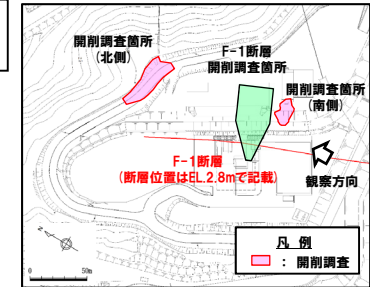 開削調査箇所
(北側)
F-1断層
開削調査箇所
開削調査箇所
(南側)
F-1断層
(断層位置はEL.2.8mで記載)
観察方向
N
凡 例
: 開削調査
0 50m